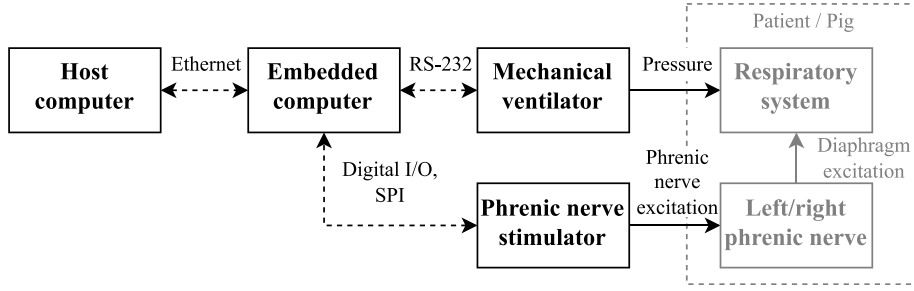 Patient / Pig
Host
computer
Ethernet
Embedded
computer
RS-232
Mechanical
ventilator
Pressure
Respiratory
system
Digital I/O,
SPI
Phrenic nerve
stimulator
Phrenic
nerve
excitation
Left/right
phrenic nerve
Diaphragm
excitation